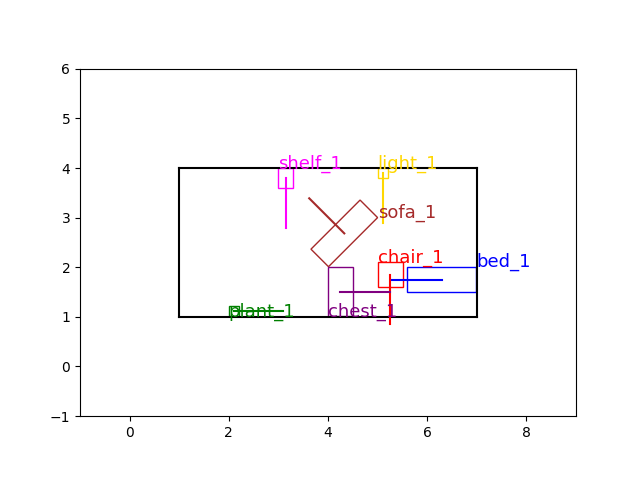 6
5
4
3
2
1
0
−1
shelf_1
light_1
sofa_1
chair_1
bed_1
plant_1
chest_1
0
2
4
6
8